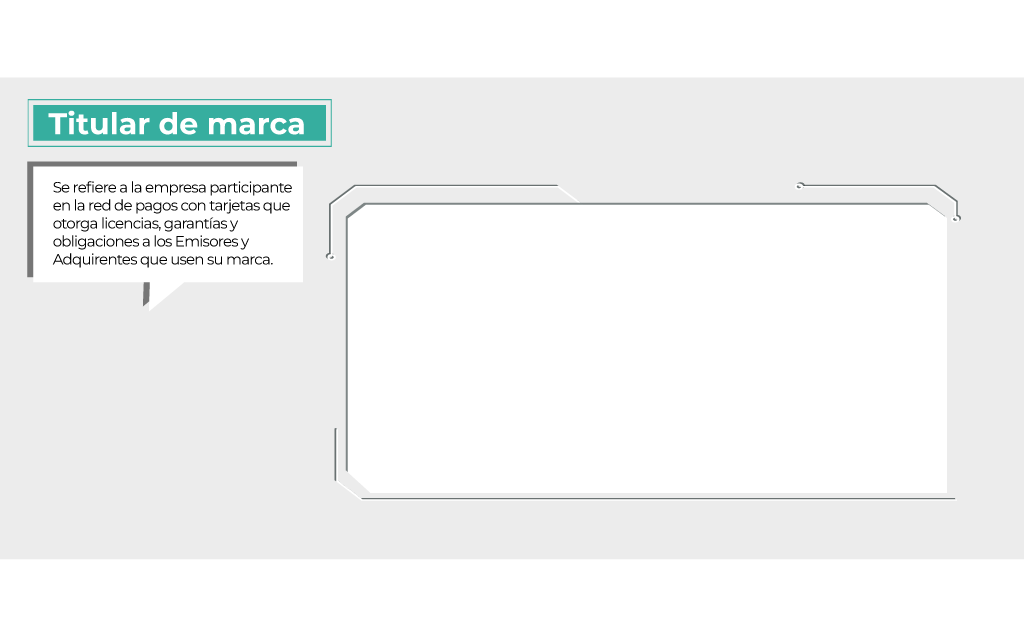 Titular de marca
Se refiere a la empresa participante
en la red de pagos con tarjetas que
otorga licencias, garantías y
obligaciones a los Emisores y
Adquirentes que usen su marca.